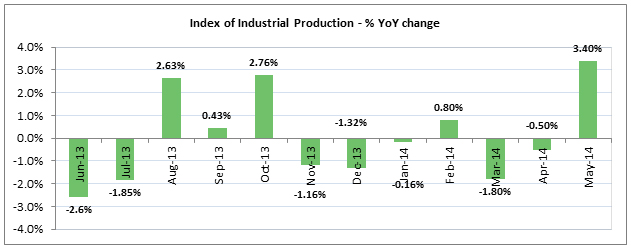 Index of Industrial Production - % YoY change
4.0%
3.0%
2.0%
1.0%
0.0%
-1.0%
-2.0%
-3.0%
-4.0%
-2.6%
-1.85%
2.63%
0.43%
2.76%
-1.16%
-1.32%
-0.16%
0.80%
-1.80%
-0.50%
3.40%
Jun-13
Jul-13
Aug-13
Sep-13
Oct-13
Nov-13
Dec-13
Jan-14
Feb-14
Mar-14
Apr-14
May-14